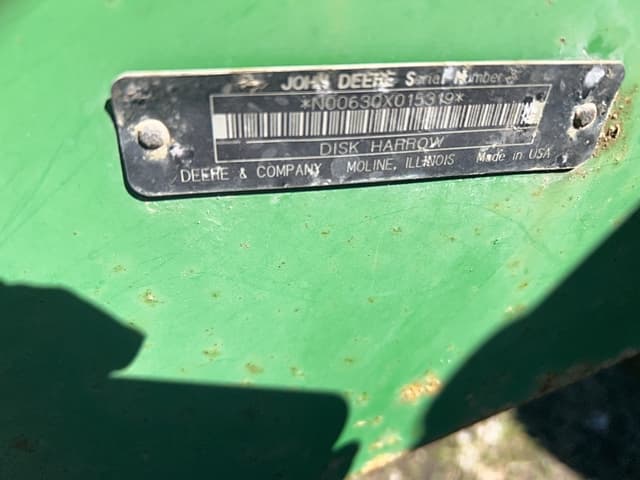 JOHN DEERE Serial Number
*N00630X015319*
DISK HARROW
DEERE & COMPANY MOLINE, ILLINOIS Made in USA